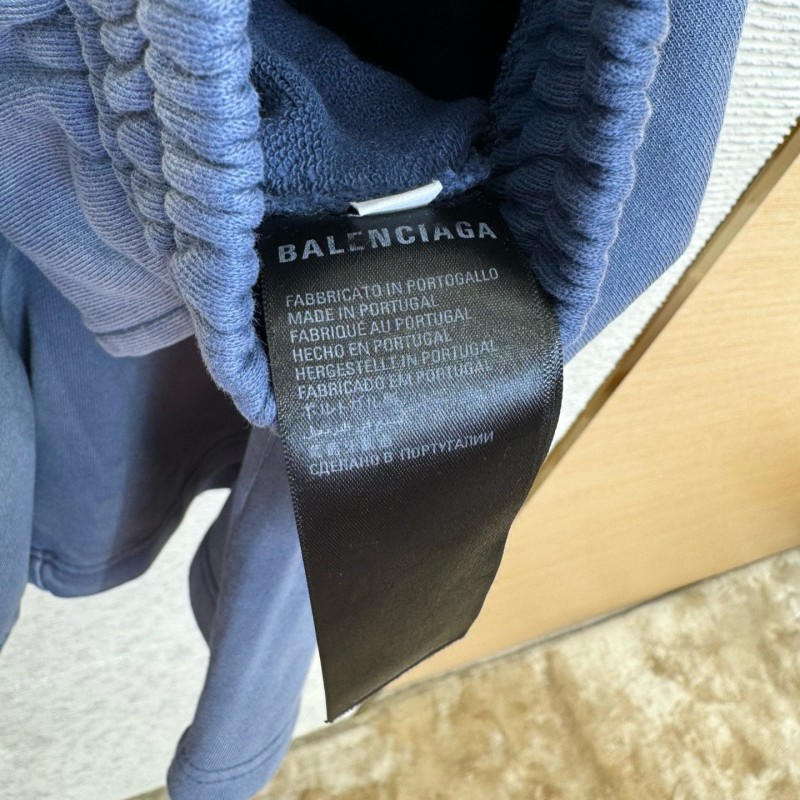 BALENCIAGA
FABBRICATO IN PORTOGALLO
MADE IN PORTUGAL
FABRIQUÉ AU PORTUGAL
HECHO EN PORTUGAL
HERGESTELLT IN PORTUGAL
FABRICADO EM PORTUGAL
СДЕЛАНО В ПОРТУГАЛИИ